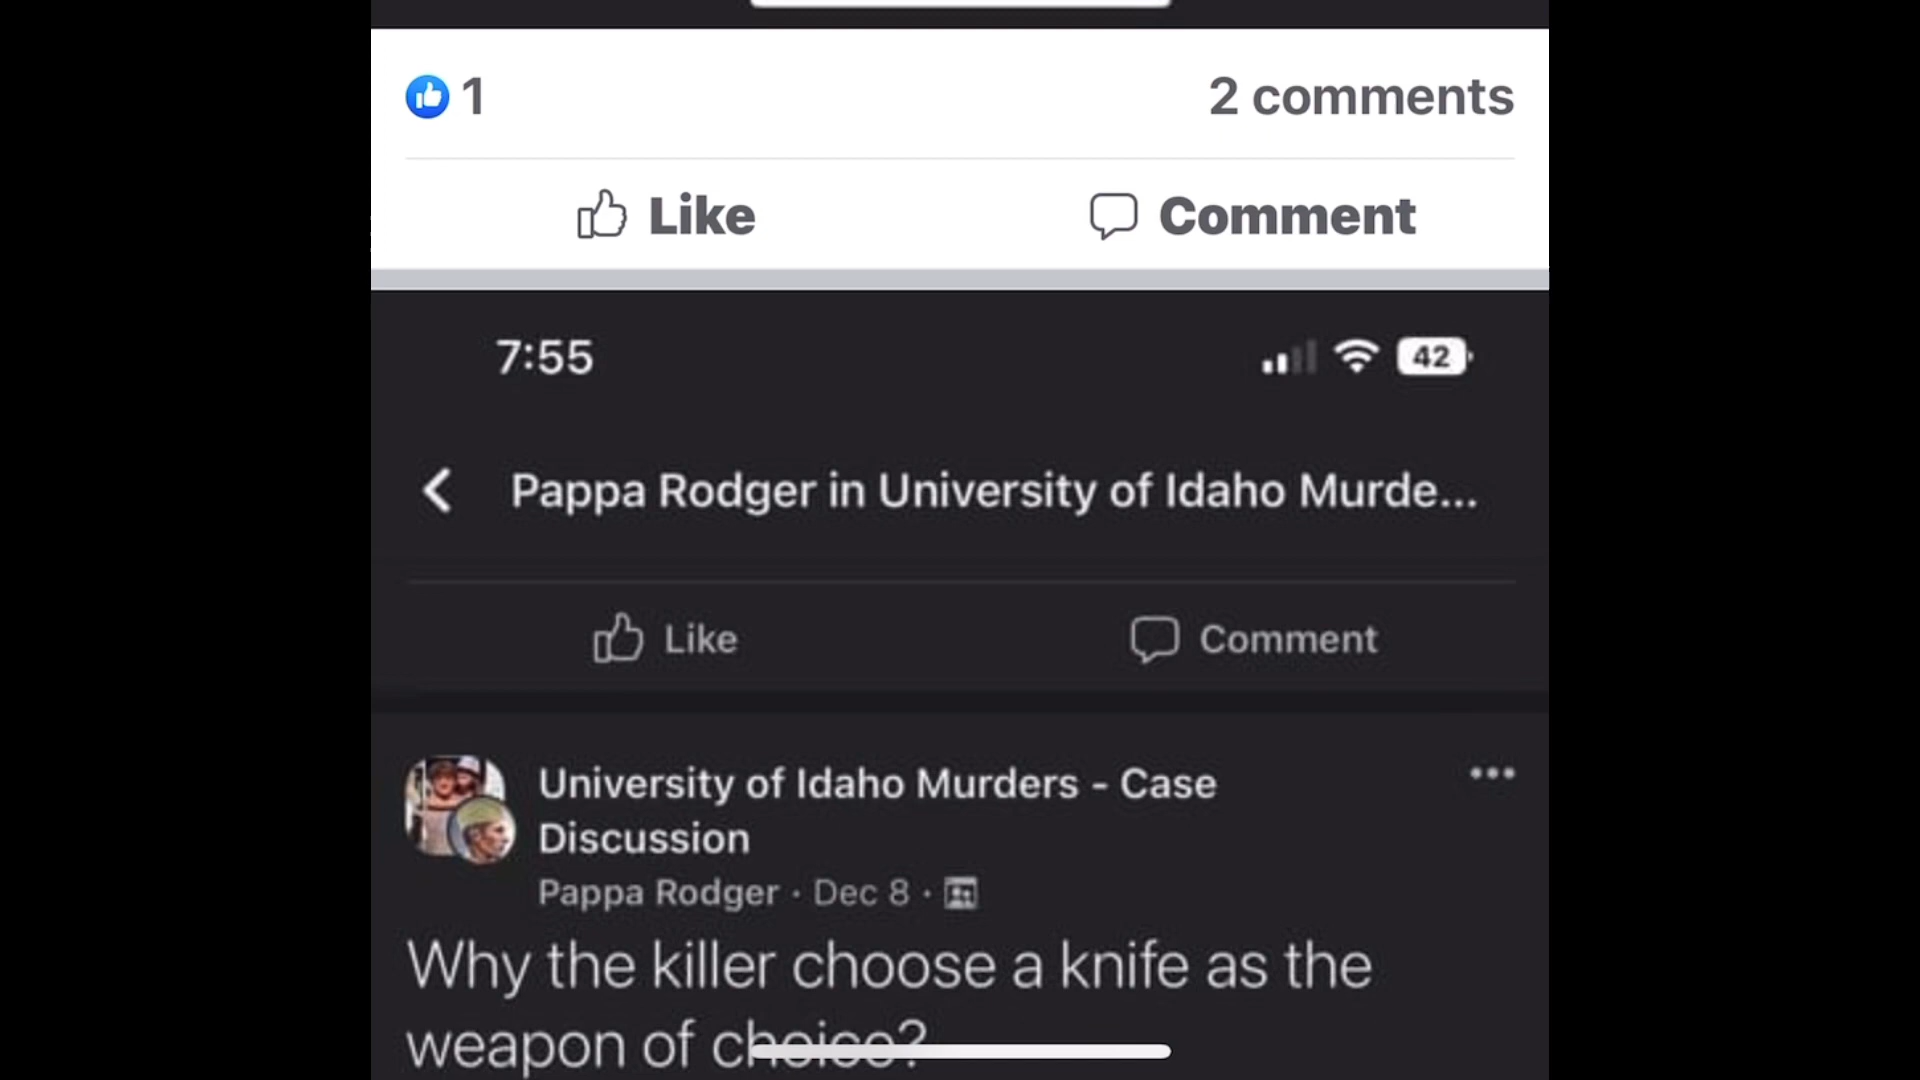 1
2 comments
Like
Comment
7:55
42
Pappa Rodger in University of Idaho Murde...
Like
Comment
University of Idaho Murders - Case
Discussion
Pappa Rodger · Dec 8 ·
Why the killer choose a knife as the
weapon of choice?